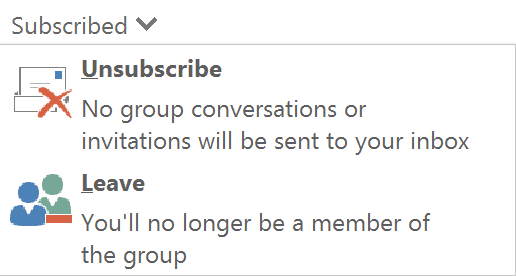 Subscribed
Unsubscribe
No group conversations or
invitations will be sent to your inbox
Leave
You'll no longer be a member of
the group